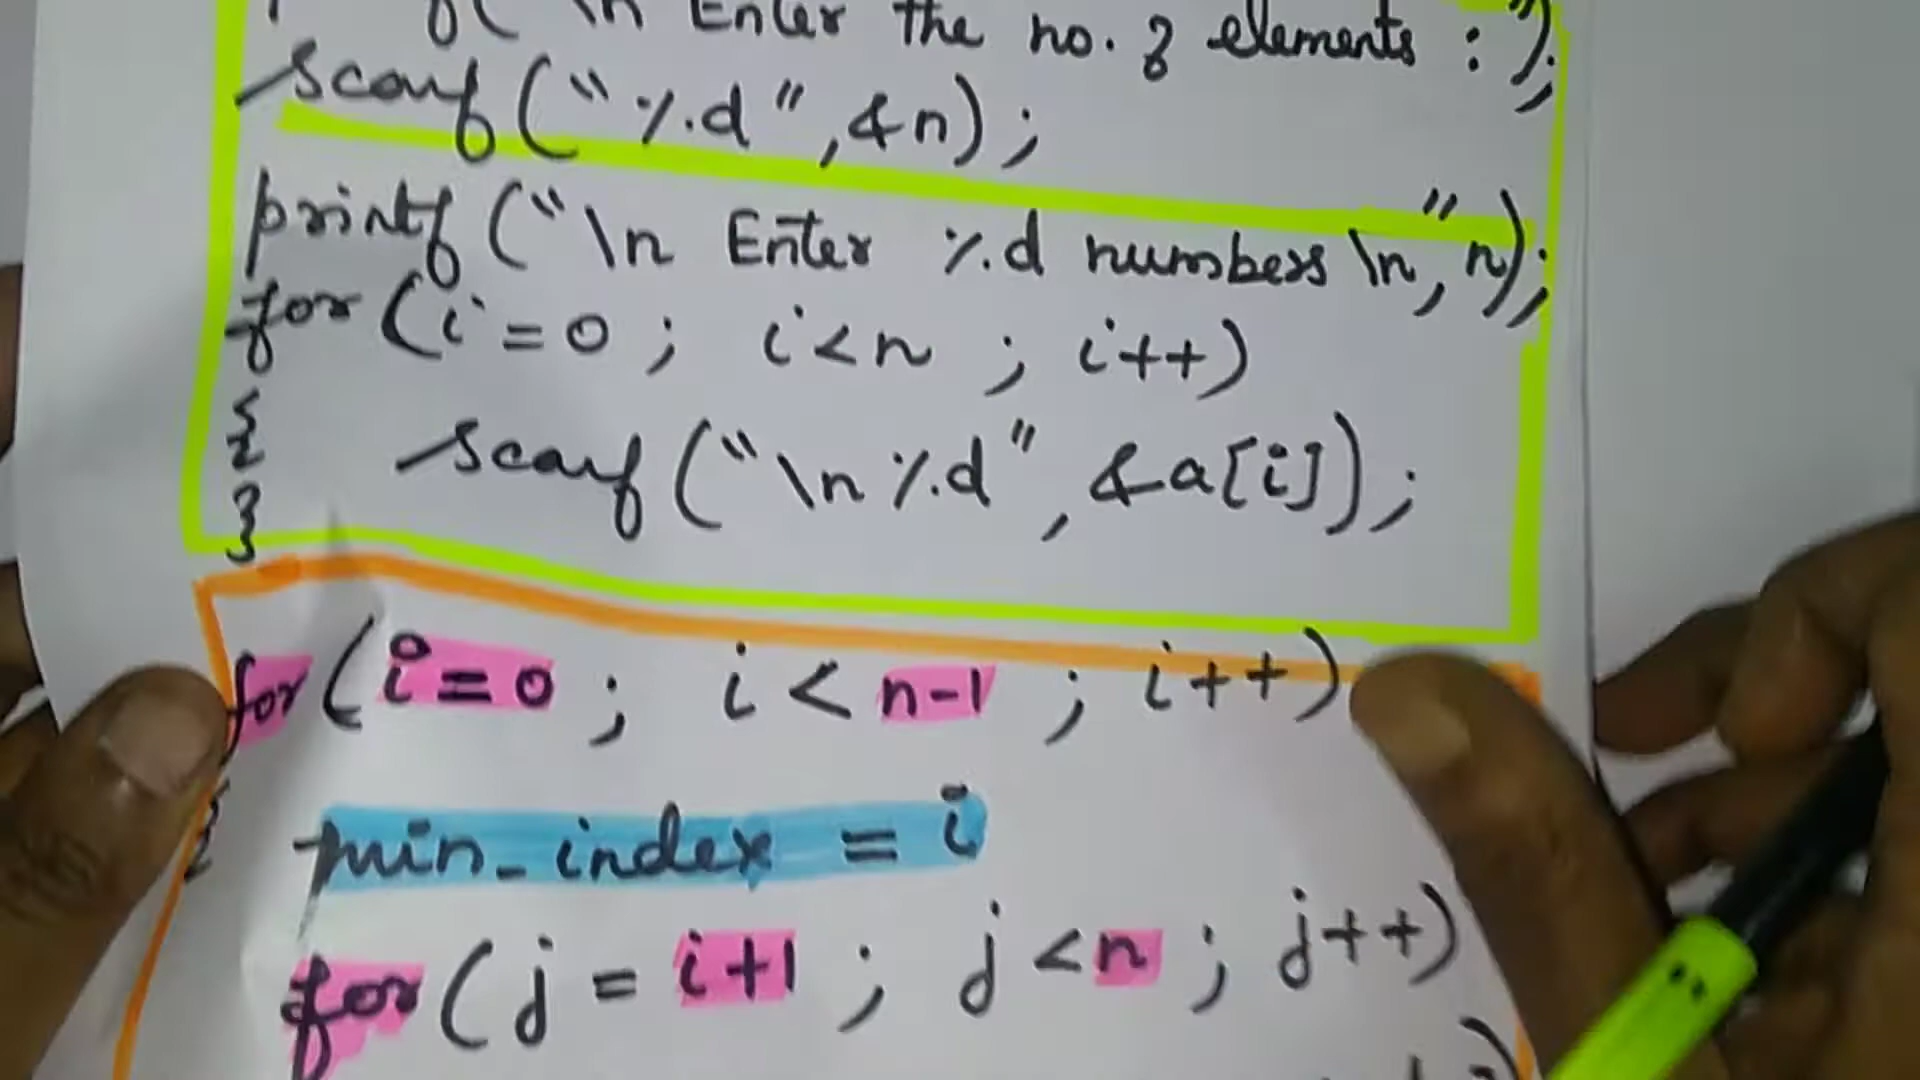 f( "\n Enter the no. of elements : ");
scanf ("%d", &n);
printf ("\n Enter %d numbers \n", n);
for (i = 0 ; i < n ; i++)
{
scanf ("\n %d", &a[i]);
}
for (i = 0 ; i < n-1 ; i++)
{
min_index = i
for ( j = i+1 ; j < n ; j++)